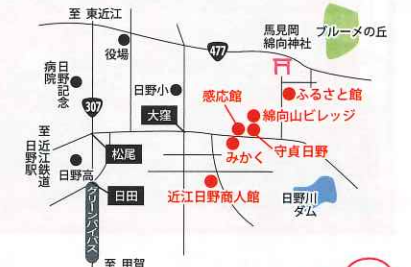 至 東近江
役場
477
馬見岡
綿向神社
ブルーメの丘
日野記念
病院
日野小
307
大窪
感応館
ふるさと館
綿向山ビレッジ
守貞日野
みかく
至 近江鉄道
日野駅
松尾
日野高
日田
グリーンバイパス
近江日野商人館
日野川
ダム
至 甲賀